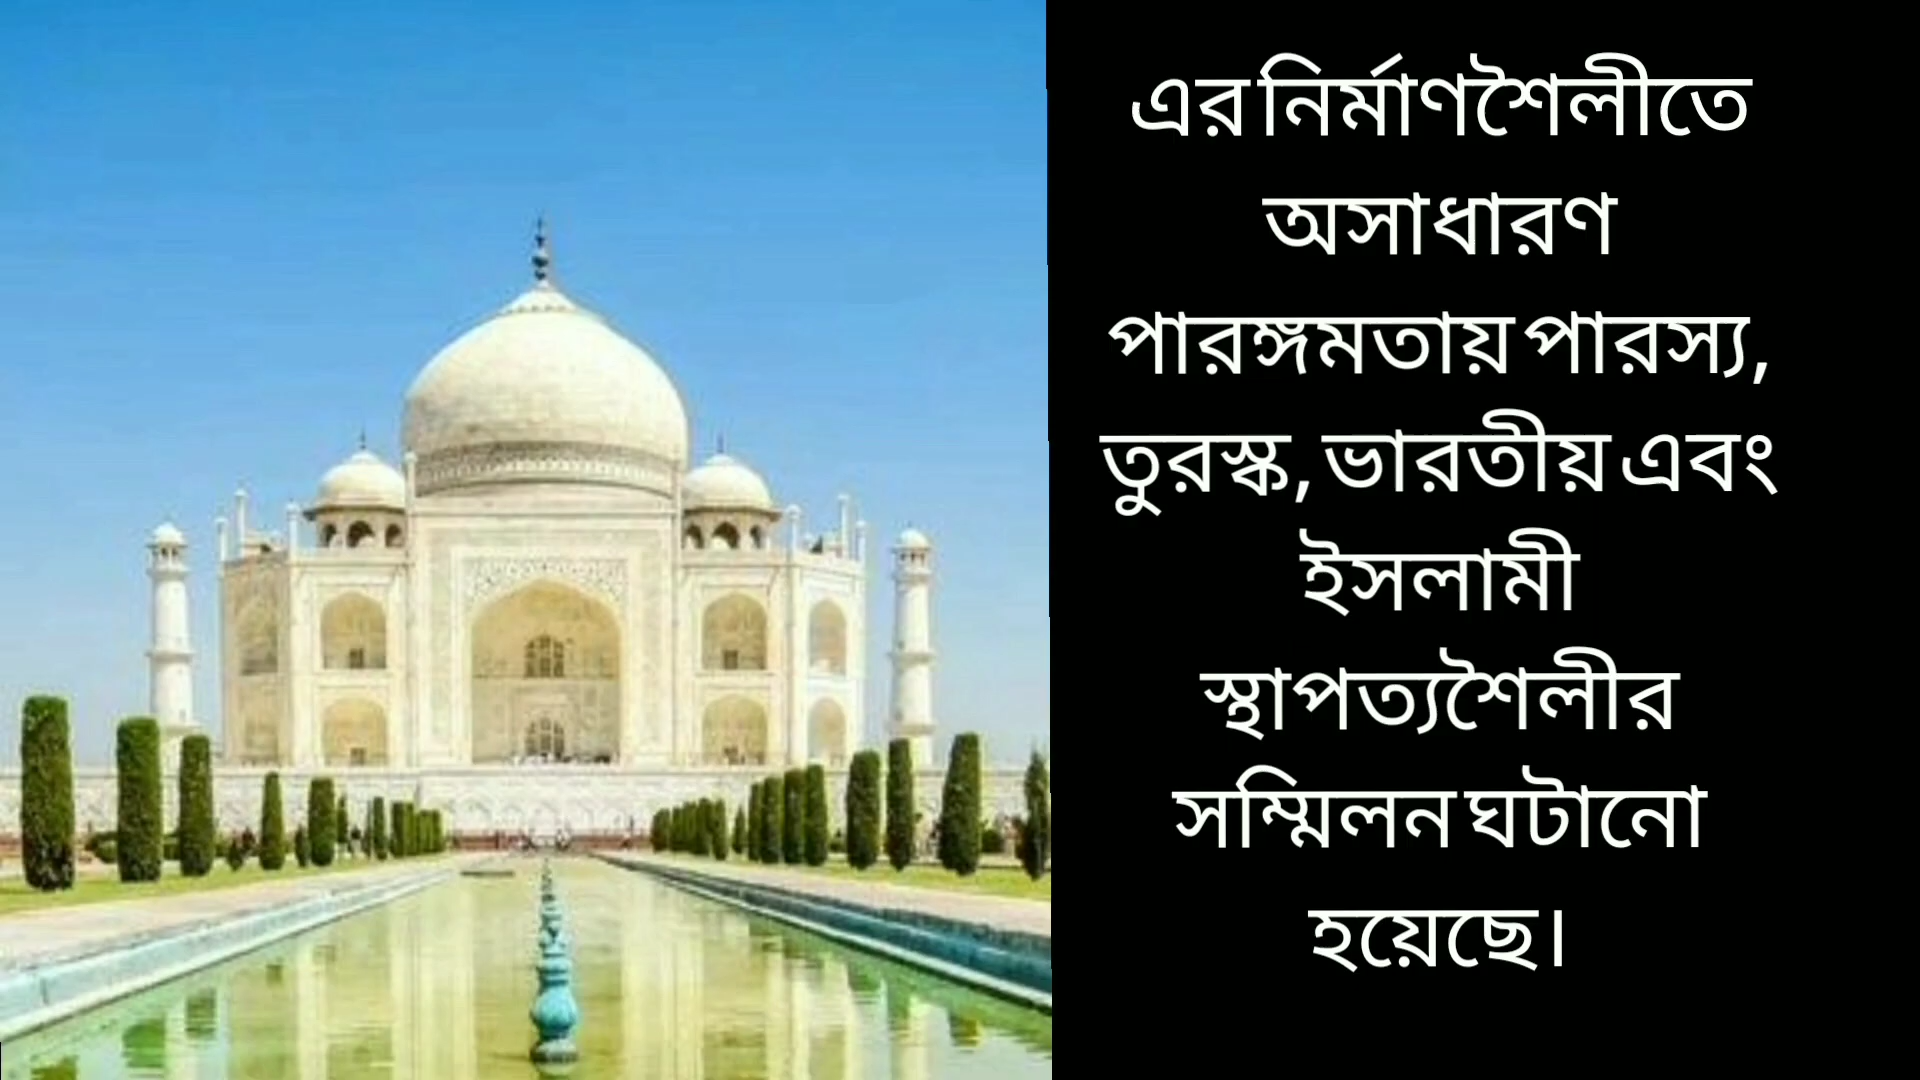 এর নির্মাণশৈলীতে
অসাধারণ
পারঙ্গমতায় পারস্য,
তুরস্ক, ভারতীয় এবং
ইসলামী
স্থাপত্যশৈলীর
সম্মিলন ঘটানো
হয়েছে।